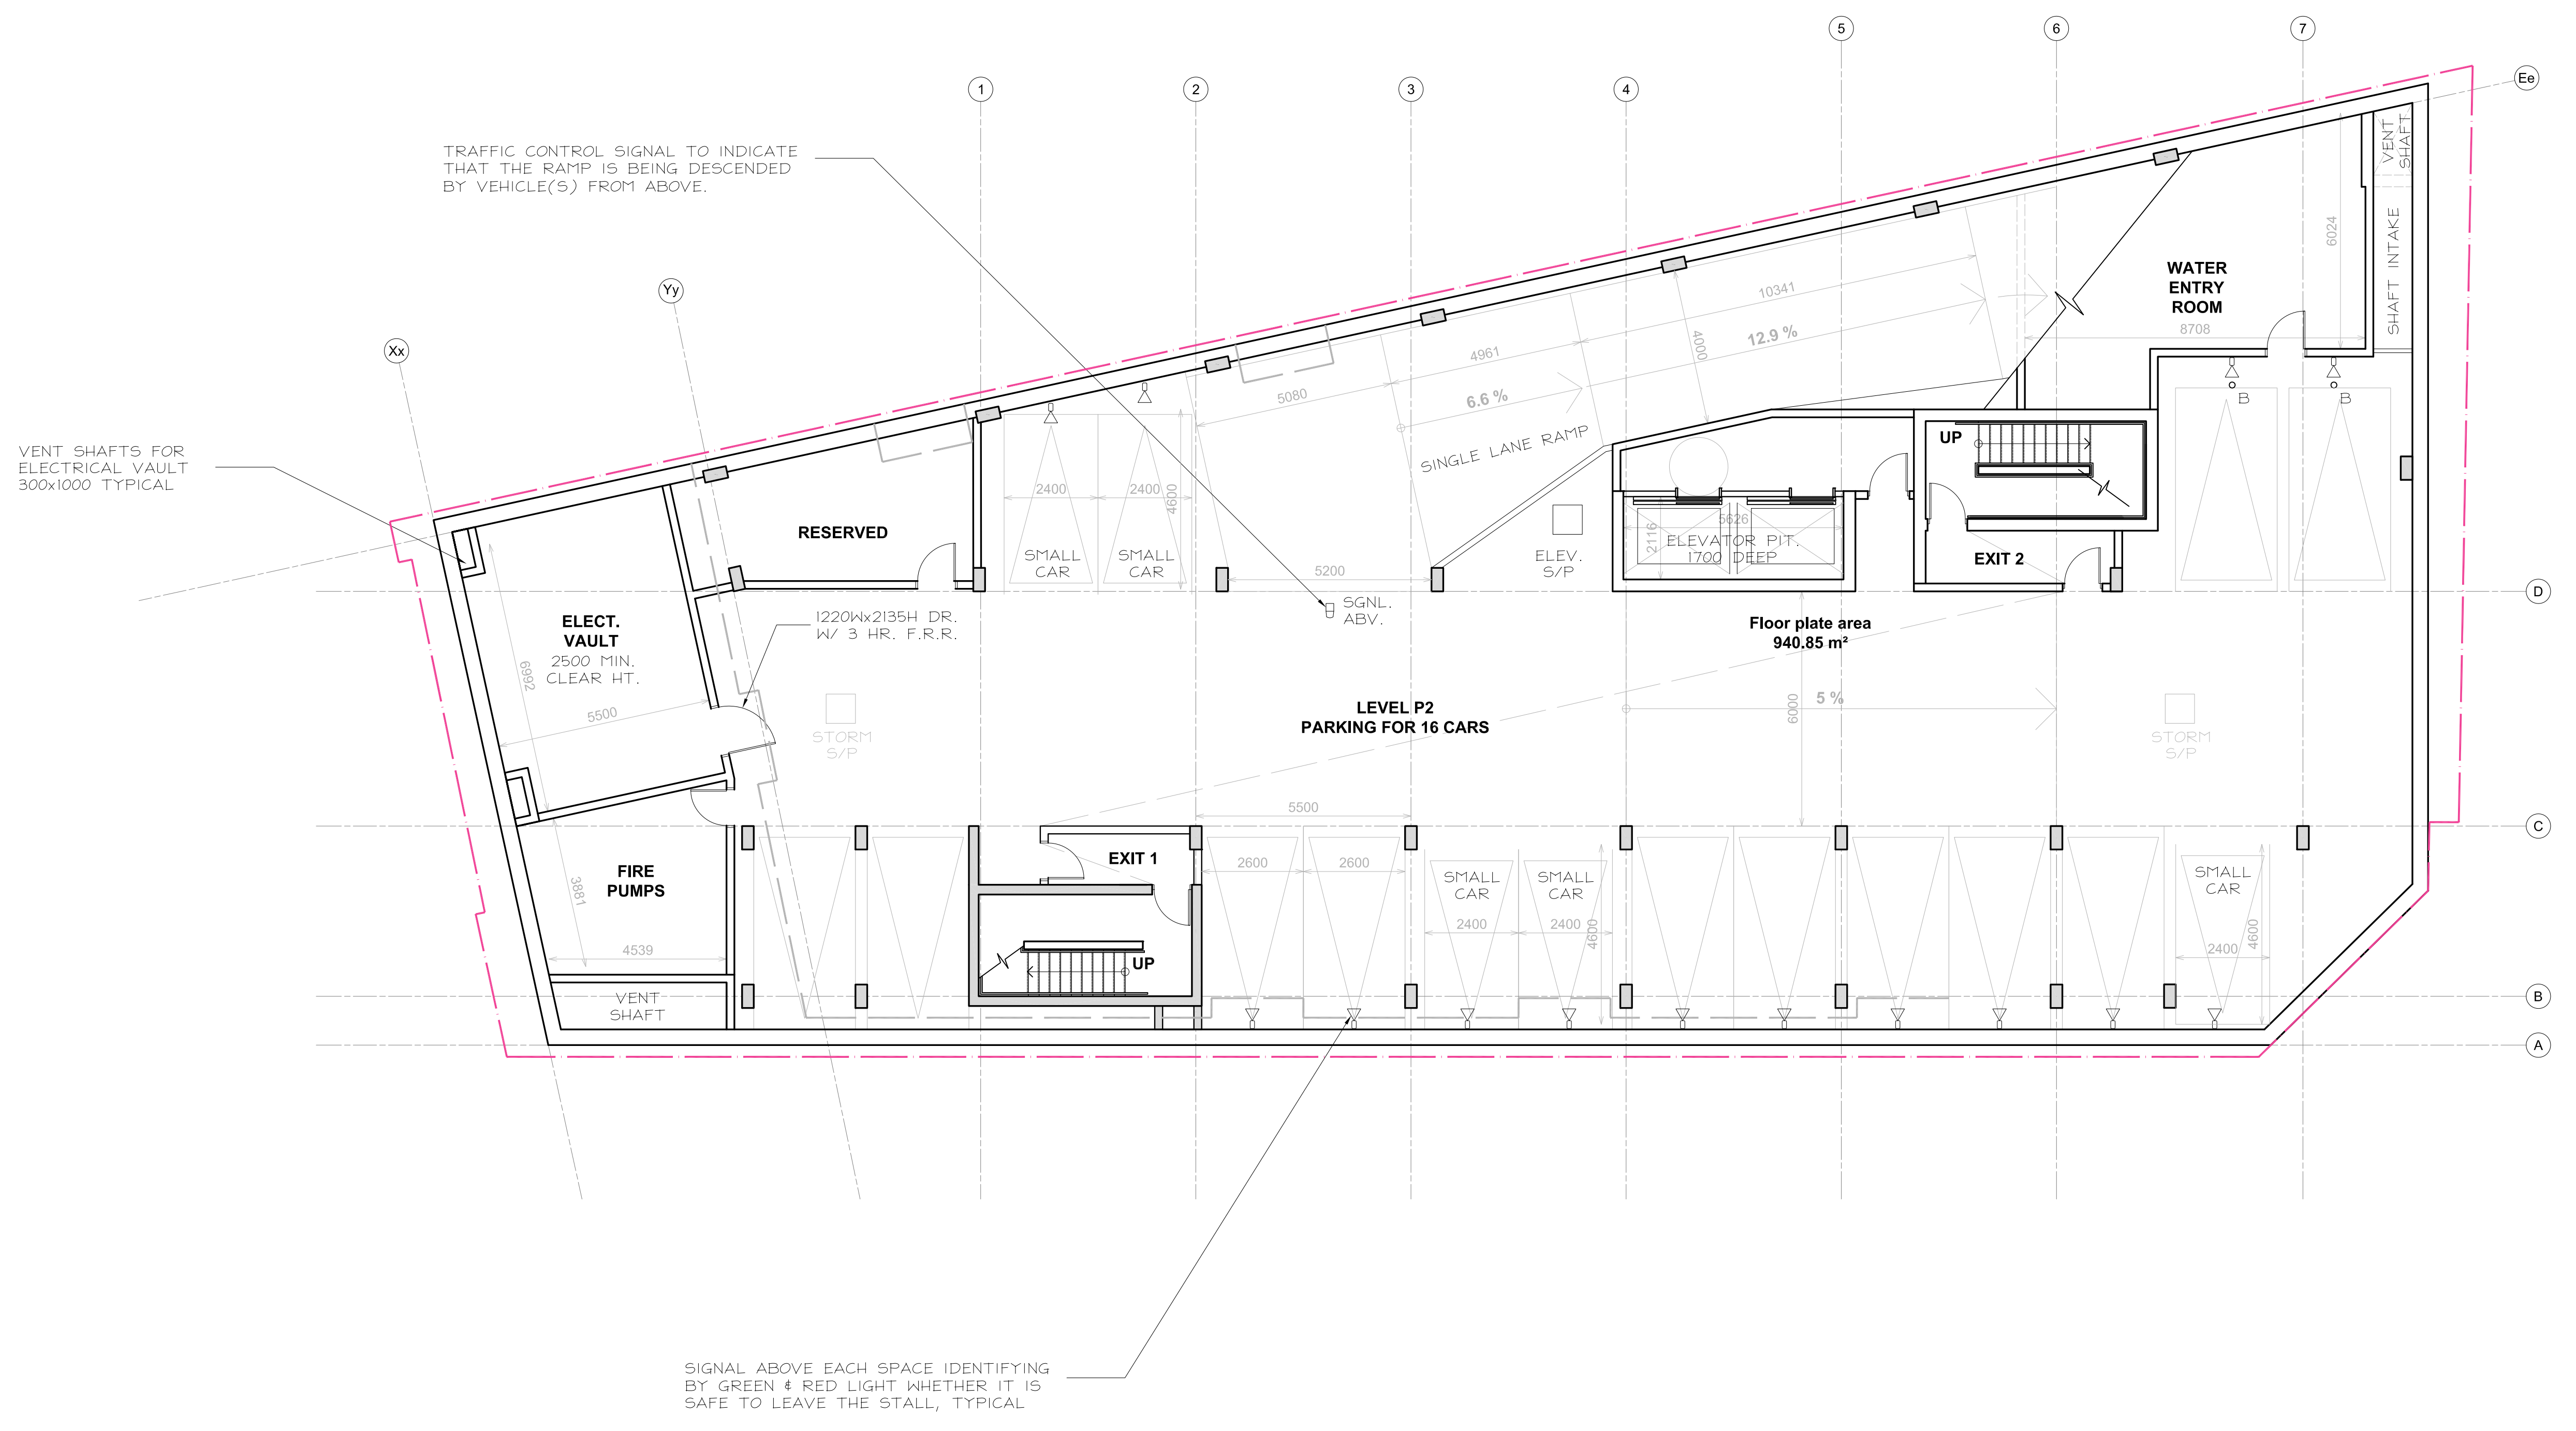 5
6
7
Ee
1
2
3
4
TRAFFIC CONTROL SIGNAL TO INDICATE
THAT THE RAMP IS BEING DESCENDED
BY VEHICLE(S) FROM ABOVE.
VENT
SHAFT
SHAFT INTAKE
6024
WATER
ENTRY
ROOM
8708
Yy
Xx
10341
12.9 %
4000
4961
6.6 %
5080
SINGLE LANE RAMP
B
B
UP
VENT SHAFTS FOR
ELECTRICAL VAULT
300x1000 TYPICAL
RESERVED
2400
2400
4600
SMALL
CAR
SMALL
CAR
5200
ELEV.
S/P
5626
2116
ELEVATOR PIT.
1700 DEEP
EXIT 2
D
SGNL.
ABV.
1220Wx2135H DR.
W/ 3 HR. F.R.R.
ELECT.
VAULT
2500 MIN.
CLEAR HT.
6992
5500
Floor plate area
940.85 m²
STORM
S/P
LEVEL P2
PARKING FOR 16 CARS
6000
5 %
STORM
S/P
5500
C
FIRE
PUMPS
3881
4539
EXIT 1
2600
2600
SMALL
CAR
SMALL
CAR
2400
2400
4600
SMALL
CAR
2400
4600
UP
VENT
SHAFT
B
A
SIGNAL ABOVE EACH SPACE IDENTIFYING
BY GREEN & RED LIGHT WHETHER IT IS
SAFE TO LEAVE THE STALL, TYPICAL